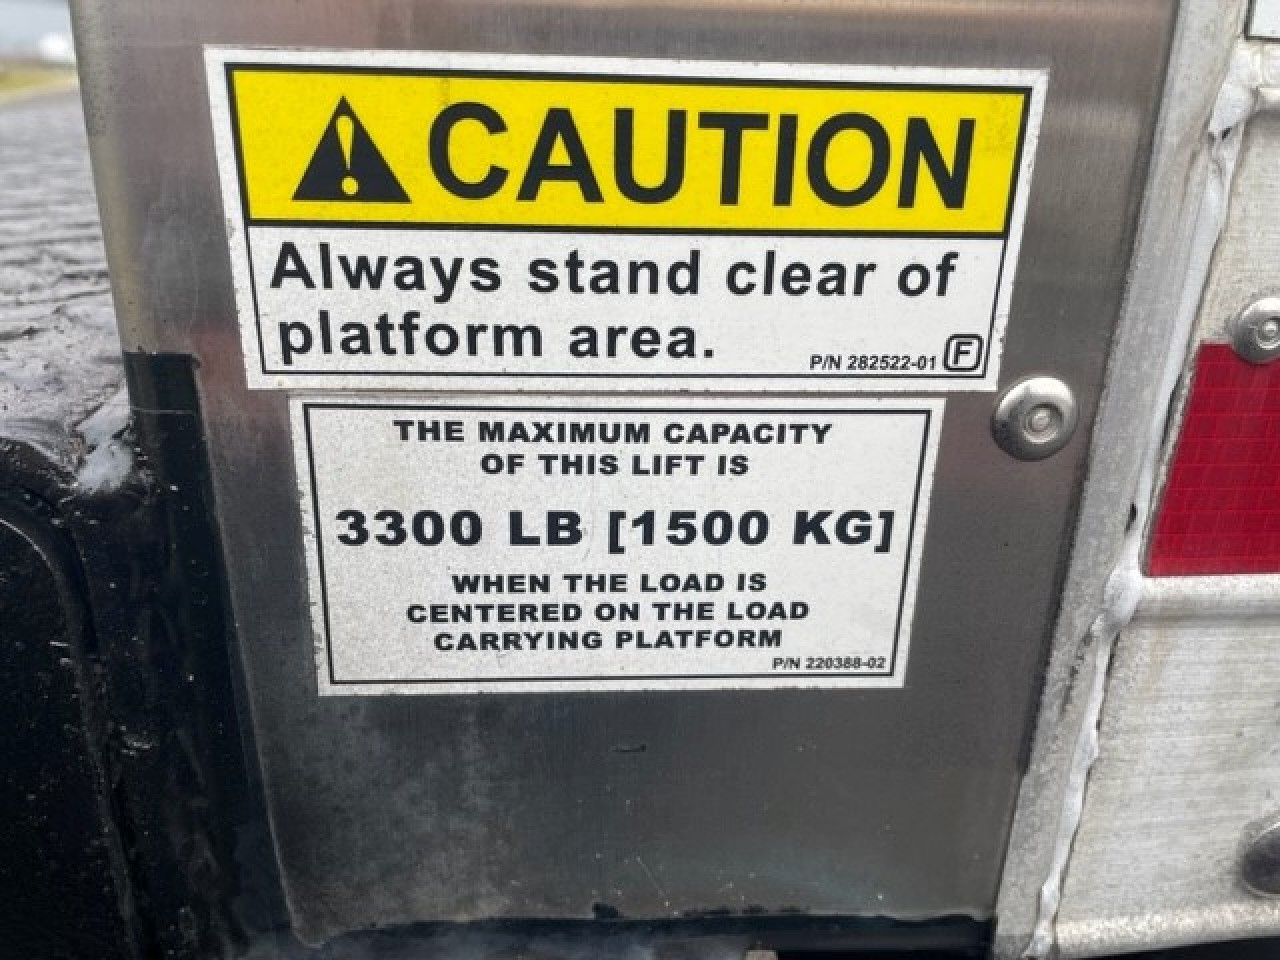 CAUTION
Always stand clear of
platform area.
P/N 282522-01 F
THE MAXIMUM CAPACITY
OF THIS LIFT IS
3300 LB [1500 KG]
WHEN THE LOAD IS
CENTERED ON THE LOAD
CARRYING PLATFORM
P/N 220388-02